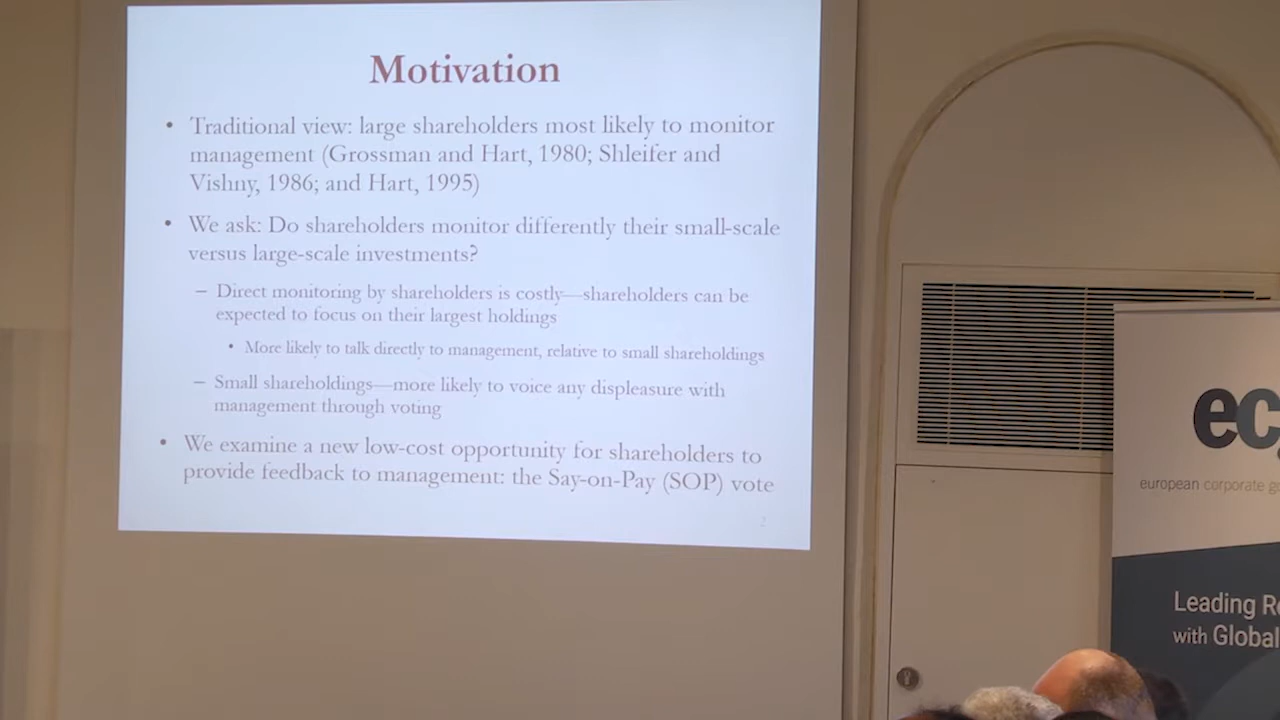 Motivation
• Traditional view: large shareholders most likely to monitor
management (Grossman and Hart, 1980; Shleifer and
Vishny, 1986; and Hart, 1995)
• We ask: Do shareholders monitor differently their small-scale
versus large-scale investments?
– Direct monitoring by shareholders is costly—shareholders can be
expected to focus on their largest holdings
• More likely to talk directly to management, relative to small shareholdings
– Small shareholdings—more likely to voice any displeasure with
management through voting
• We examine a new low-cost opportunity for shareholders to
provide feedback to management: the Say-on-Pay (SOP) vote
2
ec
european corporate go
Leading Re
with Global